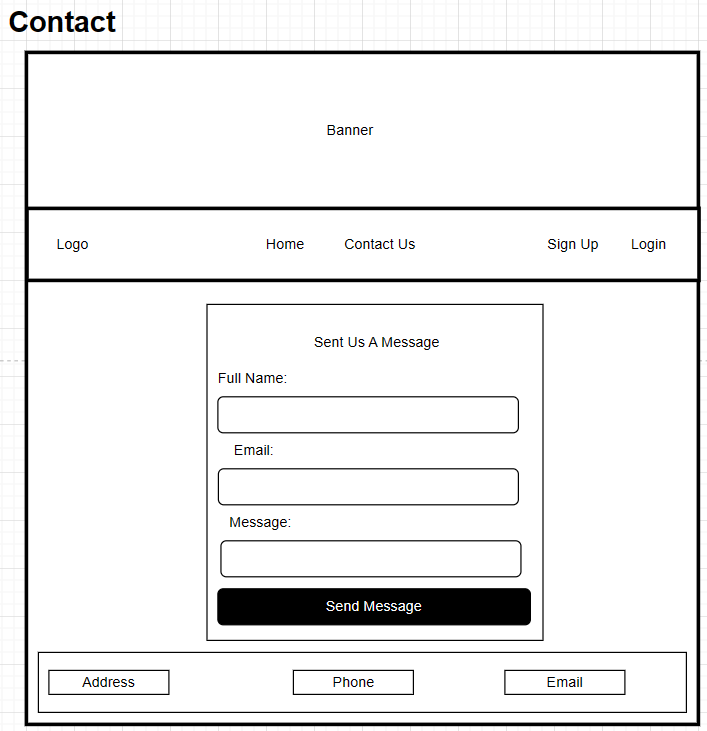 Contact
Banner
Logo Home Contact Us Sign Up Login
Sent Us A Message
Full Name:
Email:
Message:
Send Message
Address Phone Email